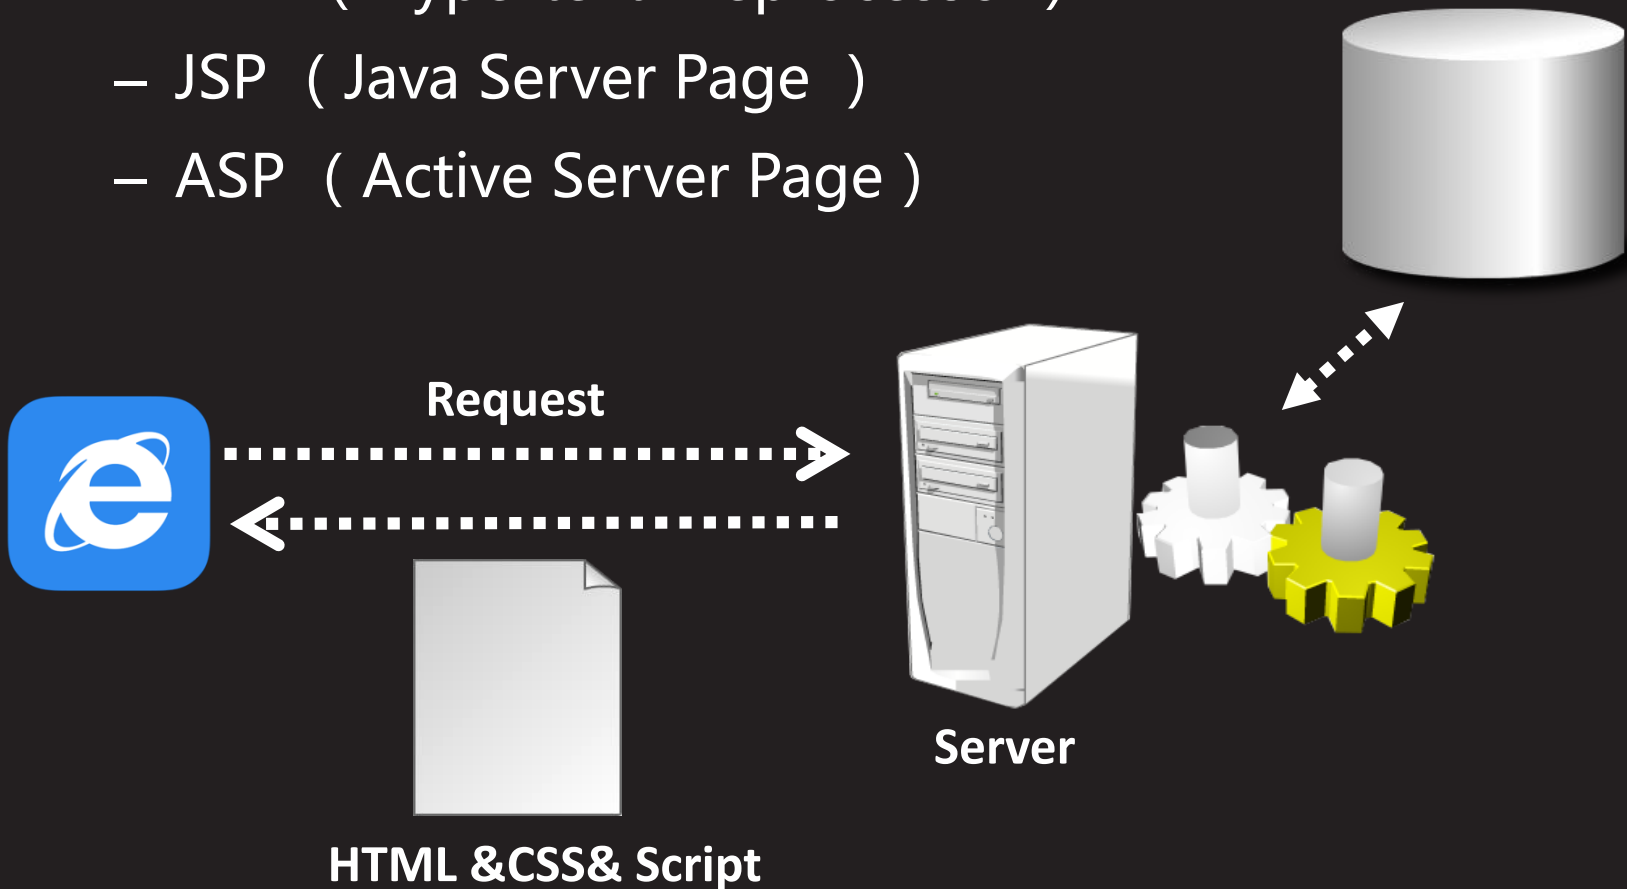 – JSP ( Java Server Page )
– ASP ( Active Server Page )
Request
Server
HTML &CSS& Script